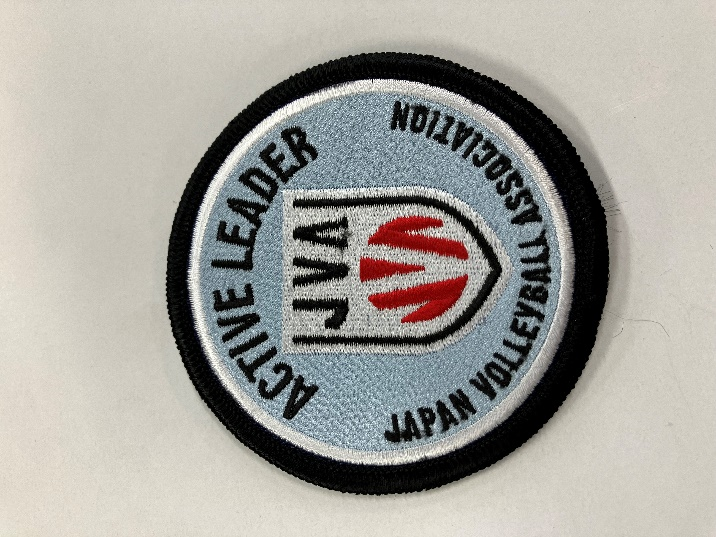 ACTIVE LEADER
JVA
JAPAN VOLLEYBALL ASSOCIATION